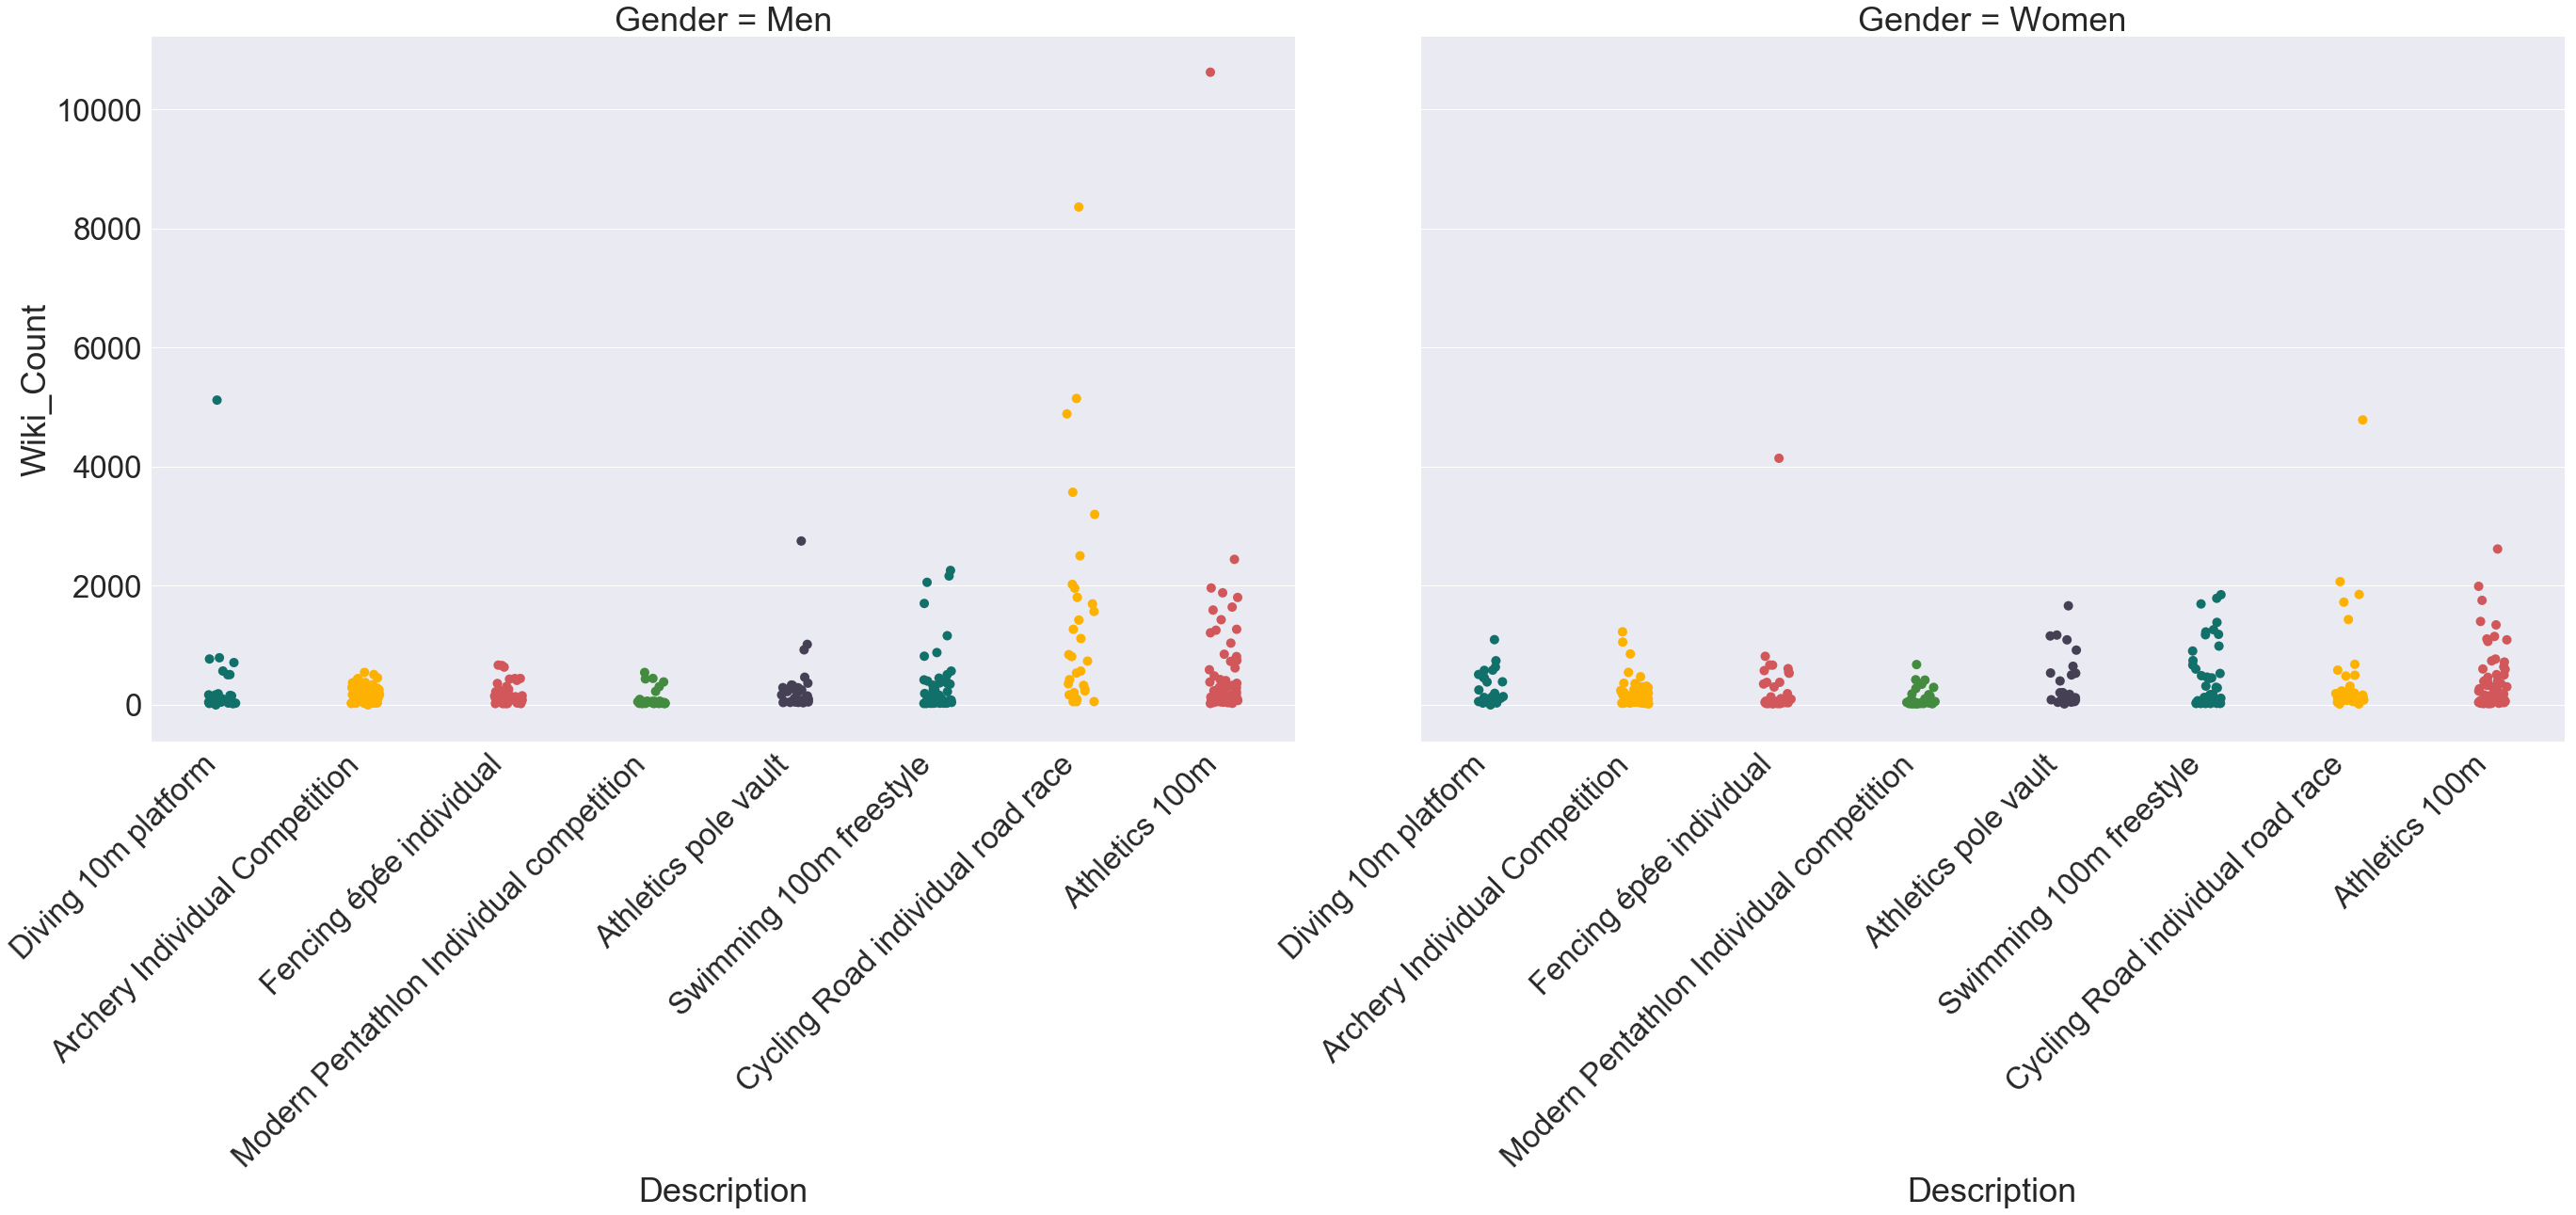 Gender = Men
Gender = Women
10000
8000
6000
4000
2000
0
Wiki_Count
Diving 10m platform
Archery Individual Competition
Fencing épée individual
Modern Pentathlon Individual competition
Athletics pole vault
Swimming 100m freestyle
Cycling Road individual road race
Athletics 100m
Description
Diving 10m platform
Archery Individual Competition
Fencing épée individual
Modern Pentathlon Individual competition
Athletics pole vault
Swimming 100m freestyle
Cycling Road individual road race
Athletics 100m
Description